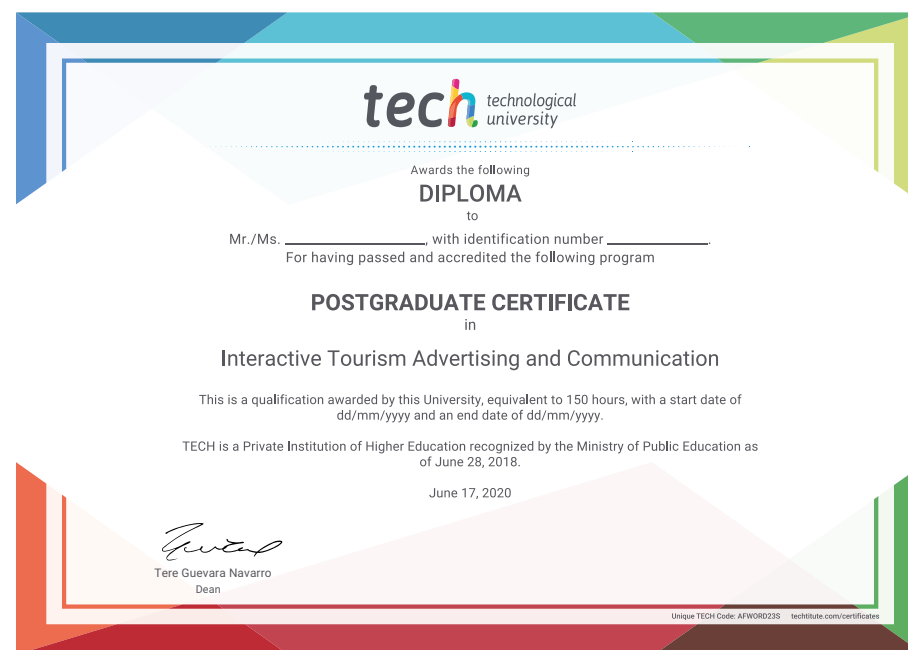 tech technological
university
Awards the following
DIPLOMA
to
Mr./Ms. ____________, with identification number ____________.
For having passed and accredited the following program
POSTGRADUATE CERTIFICATE
in
Interactive Tourism Advertising and Communication
This is a qualification awarded by this University, equivalent to 150 hours, with a start date of
dd/mm/yyyy and an end date of dd/mm/yyyy.
TECH is a Private Institution of Higher Education recognized by the Ministry of Public Education as
of June 28, 2018.
June 17, 2020
Tere Guevara Navarro
Dean
Unique TECH Code: AFWORD23S techtitute.com/certificates